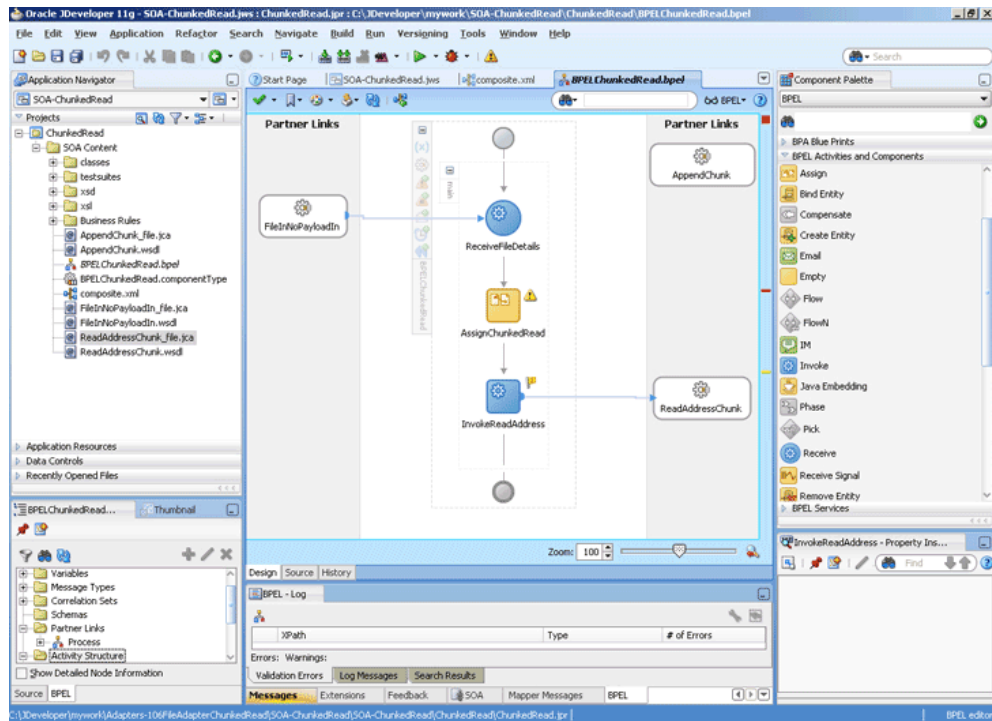 Oracle JDeveloper 11g - SOA-ChunkedRead.jws : ChunkedRead.jpr : C:\JDeveloper\mywork\SOA-ChunkedRead\ChunkedRead\BPELChunkedRead.bpel
File Edit View Application Refactor Search Navigate Build Run Versigning Tools Window Help
Search
Application Navigator
Start Page SOA-ChunkedRead.jws composite.xml BPELChunkedRead.bpel
Component Palette
SOA-ChunkedRead
BPEL
BPEL
Projects
ChunkedRead
SOA Content
classes
testsuites
xsd
xsl
Business Rules
AppendChunk_file.jca
AppendChunk.wsdl
BPELChunkedRead.bpel
BPELChunkedRead.componentType
composite.xml
FileInNoPayloadIn_file.jca
FileInNoPayloadIn.wsdl
ReadAddressChunk_file.jca
ReadAddressChunk.wsdl
Application Resources
Data Controls
Recently Opened Files
Partner Links
Partner Links
main
BPELChunkedRead
AppendChunk
FileInNoPayloadIn
ReceiveFileDetails
AssignChunkedRead
InvokeReadAddress
ReadAddressChunk
Zoom: 100
Design Source History
BPA Blue Prints
BPEL Activities and Components
Assign
Bind Entity
Compensate
Create Entity
Email
Empty
Flow
FlowN
IM
Invoke
Java Embedding
Phase
Pick
Receive
Receive Signal
Remove Entity
BPEL Services
BPELChunkedRead... Thumbnail
Variables
Message Types
Correlation Sets
Schemas
Partner Links
Process
Activity Structure
Show Detailed Node Information
Source BPEL
BPEL - Log
XPath Type # of Errors
Errors: Warnings:
Validation Errors Log Messages Search Results
Messages Extensions Feedback SOA Mapper Messages BPEL
InvokeReadAddress - Property Ins...
Find
C:\JDeveloper\mywork\Adapters-106FileAdapterChunkedRead\SOA-ChunkedRead\SOA-ChunkedRead\ChunkedRead\ChunkedRead.jpr
BPEL editor